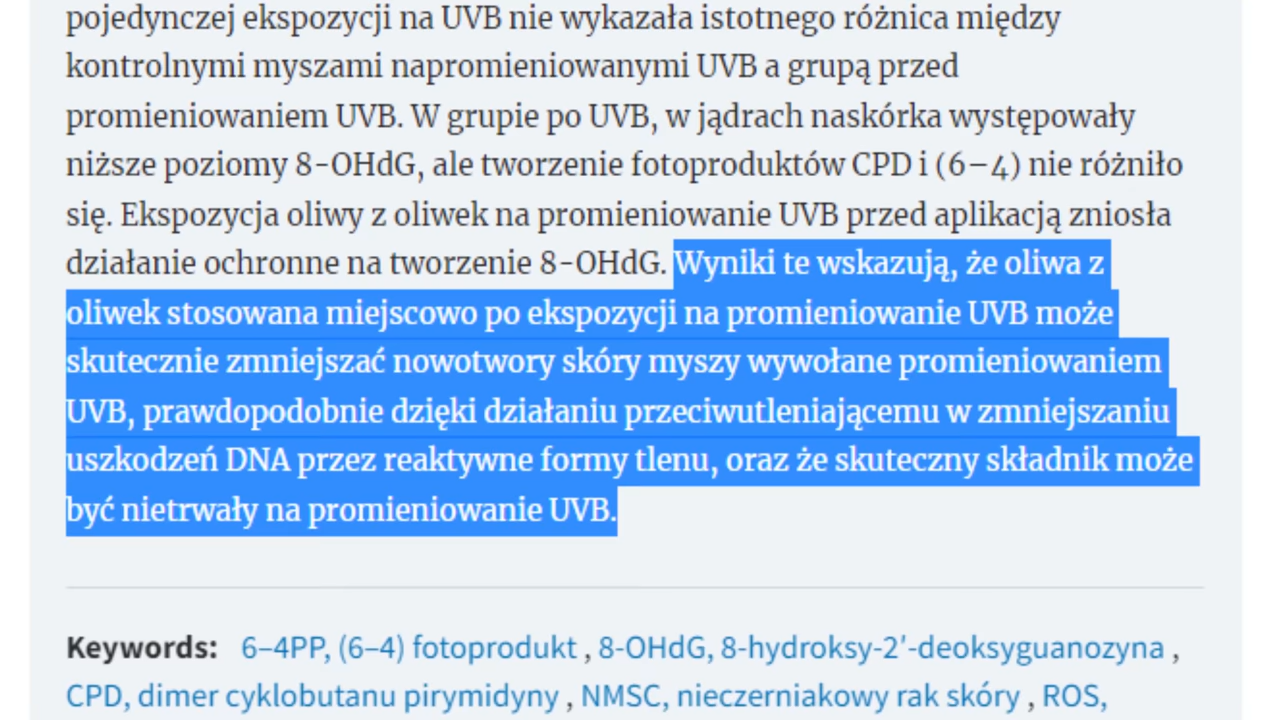 pojedynczej ekspozycji na UVB nie wykazała istotnego różnica między
kontrolnymi myszami napromieniowanymi UVB a grupą przed
promieniowaniem UVB. W grupie po UVB, w jądrach naskórka występowały
niższe poziomy 8-OHdG, ale tworzenie fotoproduktów CPD i (6–4) nie różniło
się. Ekspozycja oliwy z oliwek na promieniowanie UVB przed aplikacją zniosła
działanie ochronne na tworzenie 8-OHdG. Wyniki te wskazują, że oliwa z
oliwek stosowana miejscowo po ekspozycji na promieniowanie UVB może
skutecznie zmniejszać nowotwory skóry myszy wywołane promieniowaniem
UVB, prawdopodobnie dzięki działaniu przeciwutleniającemu w zmniejszaniu
uszkodzeń DNA przez reaktywne formy tlenu, oraz że skuteczny składnik może
być nietrwały na promieniowanie UVB.
Keywords: 6–4PP, (6–4) fotoprodukt , 8-OHdG, 8-hydroksy-2′-deoksyguanozyna ,
CPD, dimer cyklobutanu pirymidyny , NMSC, nieczerniakowy rak skóry , ROS,